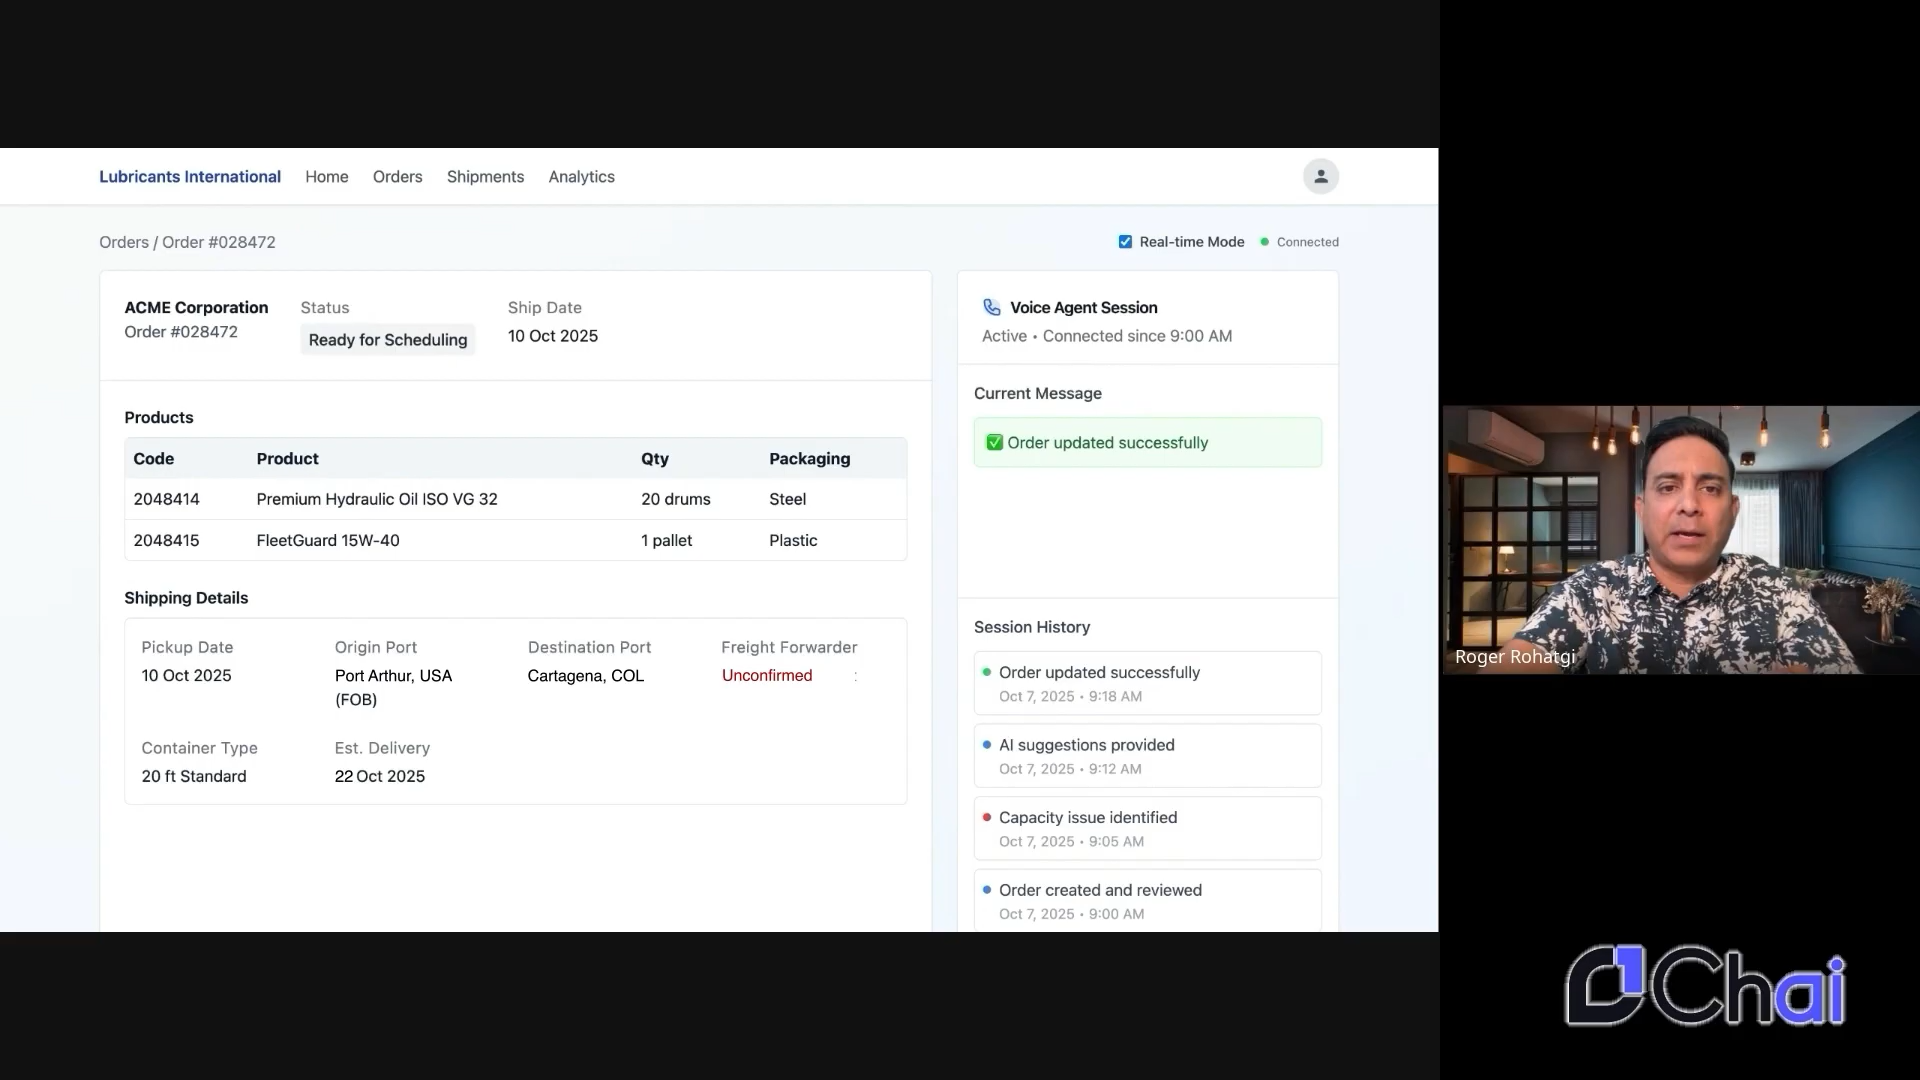 Lubricants International Home Orders Shipments Analytics
Orders / Order #028472
Real-time Mode Connected
ACME Corporation
Order #028472
Status
Ready for Scheduling
Ship Date
10 Oct 2025
Products
Code Product Qty Packaging
2048414 Premium Hydraulic Oil ISO VG 32 20 drums Steel
2048415 FleetGuard 15W-40 1 pallet Plastic
Shipping Details
Pickup Date
10 Oct 2025
Origin Port
Port Arthur, USA
(FOB)
Destination Port
Cartagena, COL
Freight Forwarder
Unconfirmed
Container Type
20 ft Standard
Est. Delivery
22 Oct 2025
Voice Agent Session
Active • Connected since 9:00 AM
Current Message
✅ Order updated successfully
Session History
Order updated successfully
Oct 7, 2025 • 9:18 AM
AI suggestions provided
Oct 7, 2025 • 9:12 AM
Capacity issue identified
Oct 7, 2025 • 9:05 AM
Order created and reviewed
Oct 7, 2025 • 9:00 AM
Roger Rohatgi
Chai